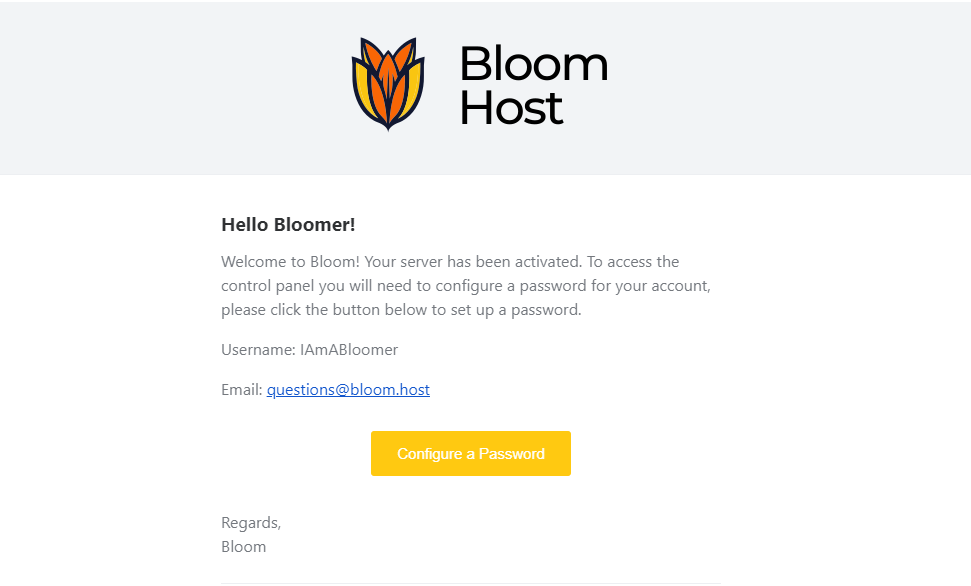 Bloom
Host
Hello Bloomer!
Welcome to Bloom! Your server has been activated. To access the
control panel you will need to configure a password for your account,
please click the button below to set up a password.
Username: IAmABloomer
Email: questions@bloom.host
Configure a Password
Regards,
Bloom